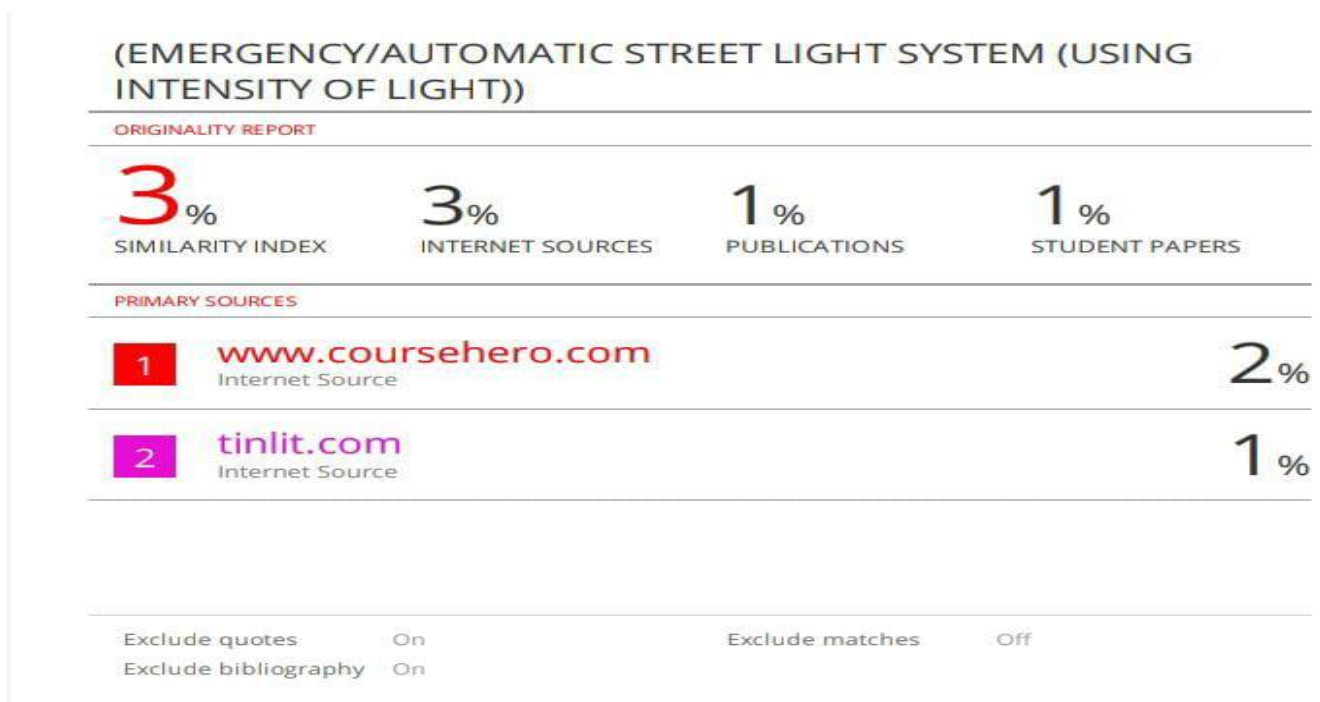 (EMERGENCY/AUTOMATIC STREET LIGHT SYSTEM (USING
INTENSITY OF LIGHT))
ORIGINALITY REPORT
3% 3% 1% 1%
SIMILARITY INDEX INTERNET SOURCES PUBLICATIONS STUDENT PAPERS
PRIMARY SOURCES
1 www.coursehero.com 2%
Internet Source
2 tinlit.com 1%
Internet Source
Exclude quotes On Exclude matches Off
Exclude bibliography On